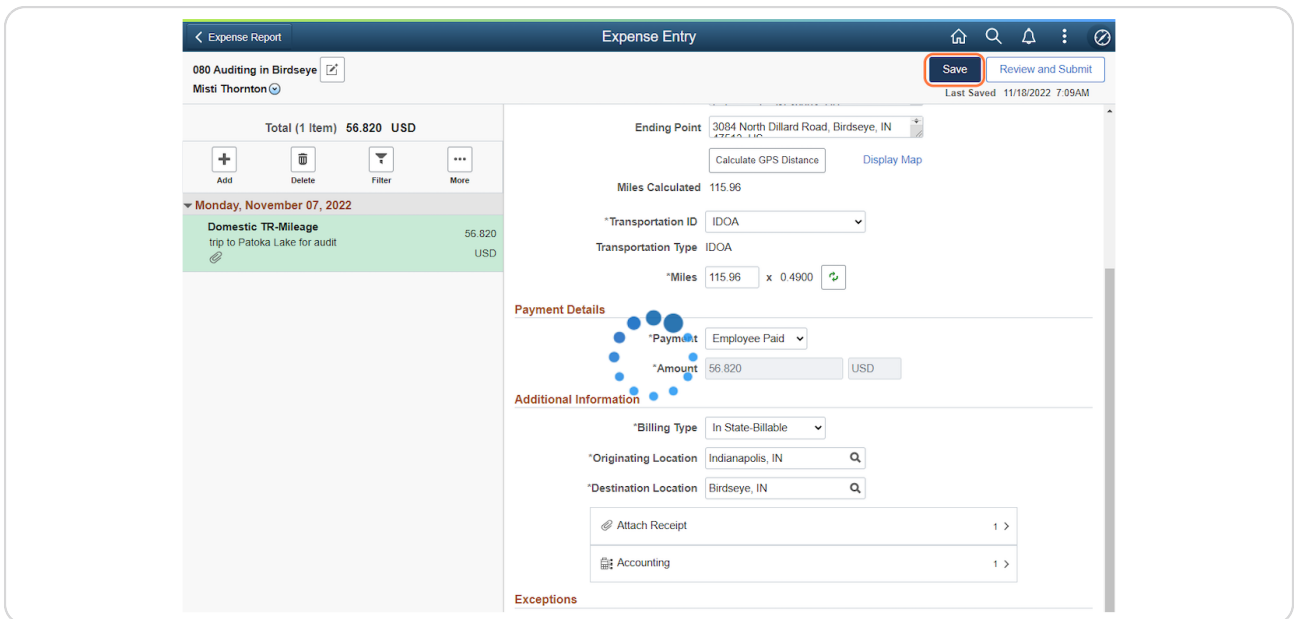 Expense Report
Expense Entry
080 Auditing in Birdseye
Misti Thornton
Save
Review and Submit
Last Saved 11/18/2022 7:09AM
Total (1 Item) 56.820 USD
Add
Delete
Filter
More
Monday, November 07, 2022
Domestic TR-Mileage
trip to Patoka Lake for audit
56.820
USD
Ending Point 3084 North Dillard Road, Birdseye, IN
Calculate GPS Distance
Display Map
Miles Calculated 115.96
*Transportation ID IDOA
Transportation Type IDOA
*Miles 115.96 x 0.4900
Payment Details
*Payment Employee Paid
*Amount 56.820 USD
Additional Information
*Billing Type In State-Billable
*Originating Location Indianapolis, IN
*Destination Location Birdseye, IN
Attach Receipt 1
Accounting 1
Exceptions